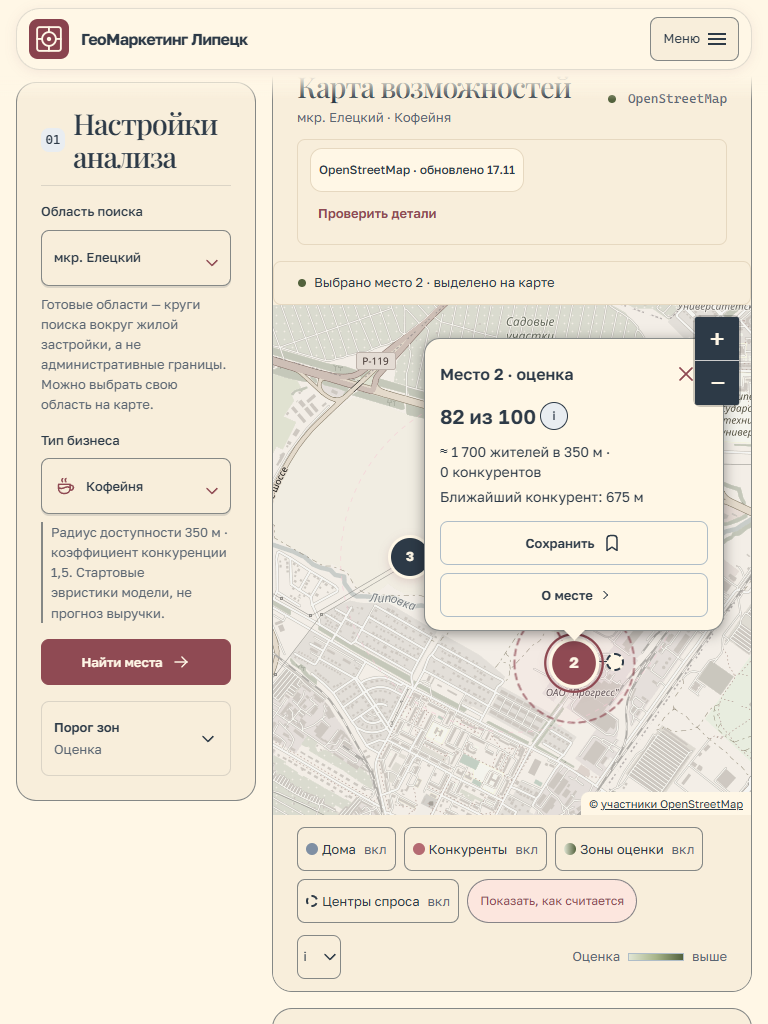 ГеоМаркетинг Липецк
Меню
01
Настройки
анализа
Область поиска
мкр. Елецкий
Готовые области — круги
поиска вокруг жилой
застройки, а не
административные границы.
Можно выбрать свою
область на карте.
Тип бизнеса
Кофейня
Радиус доступности 350 м ·
коэффициент конкуренции
1,5. Стартовые
эвристики модели, не
прогноз выручки.
Найти места
Порог зон
Оценка
Карта возможностей
OpenStreetMap
мкр. Елецкий · Кофейня
OpenStreetMap · обновлено 17.11
Проверить детали
Выбрано место 2 · выделено на карте
Садовые
участки
Р-119
+
−
Место 2 · оценка
82 из 100
i
≈ 1 700 жителей в 350 м ·
0 конкурентов
Ближайший конкурент: 675 м
Сохранить
О месте
шоссе
3
Липовка
2
ОАО "Прогресс"
© участники OpenStreetMap
Дома вкл
Конкуренты вкл
Зоны оценки вкл
Центры спроса вкл
Показать, как считается
i
Оценка
выше